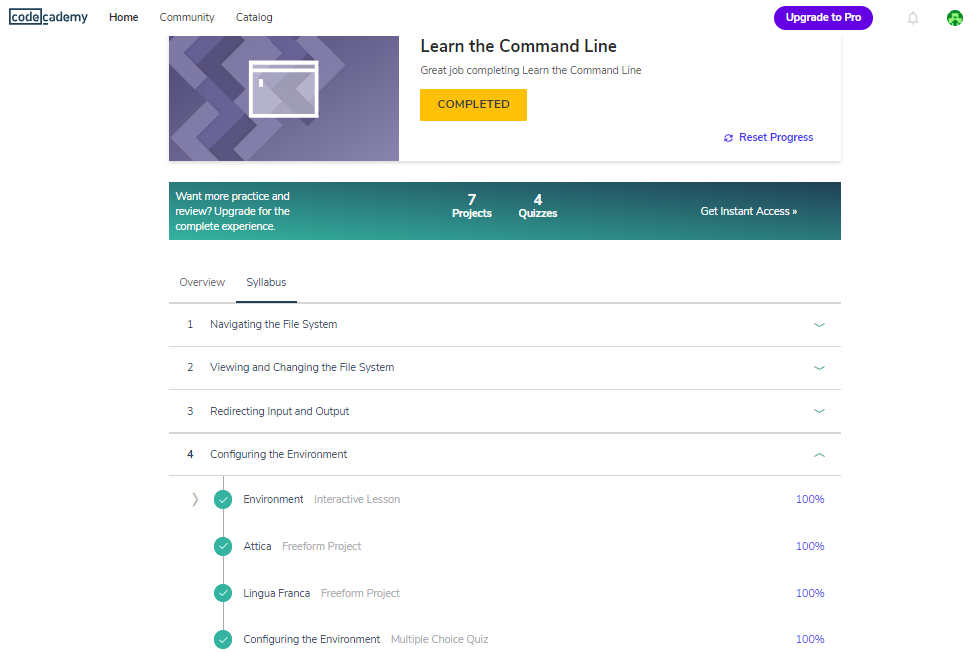 codecademy Home Community Catalog Upgrade to Pro
Learn the Command Line
Great job completing Learn the Command Line
COMPLETED
Reset Progress
Want more practice and
review? Upgrade for the
complete experience.
7
Projects
4
Quizzes
Get Instant Access »
Overview Syllabus
1 Navigating the File System
2 Viewing and Changing the File System
3 Redirecting Input and Output
4 Configuring the Environment
Environment Interactive Lesson 100%
Attica Freeform Project 100%
Lingua Franca Freeform Project 100%
Configuring the Environment Multiple Choice Quiz 100%